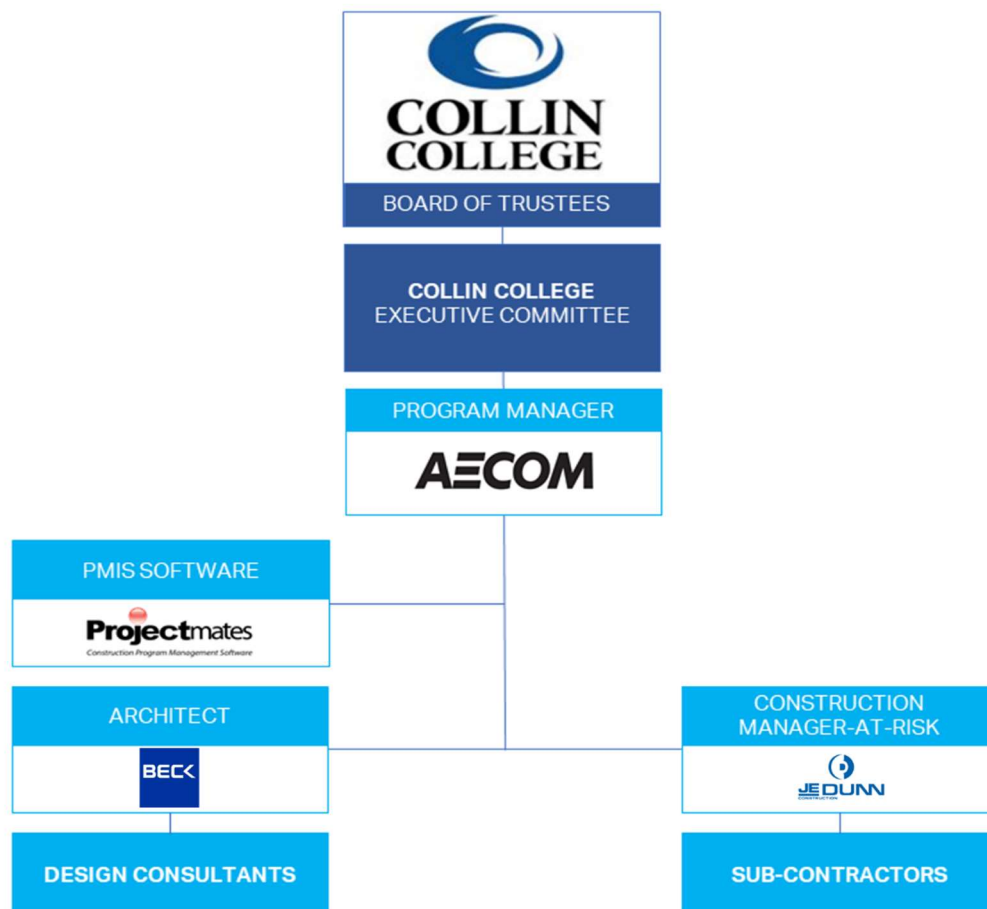 COLLIN
COLLEGE
BOARD OF TRUSTEES
COLLIN COLLEGE
EXECUTIVE COMMITTEE
PROGRAM MANAGER
AECOM
PMIS SOFTWARE
Projectmates
Construction Program Management Software
ARCHITECT
BECK
DESIGN CONSULTANTS
CONSTRUCTION
MANAGER-AT-RISK
JE DUNN
CONSTRUCTION
SUB-CONTRACTORS